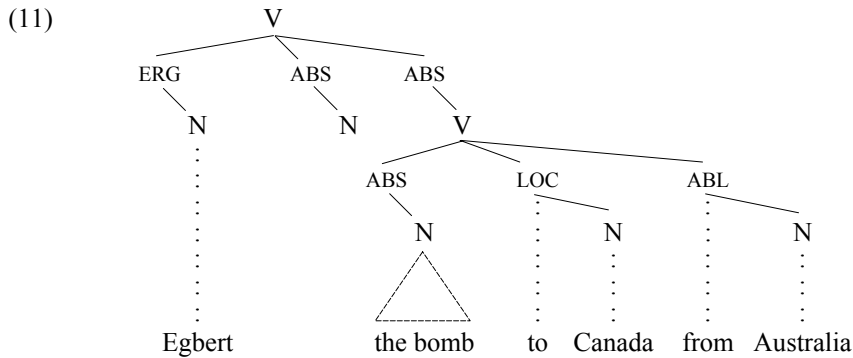 (11) V
ERG ABS ABS
N N V
ABS LOC ABL
N N N
Egbert the bomb to Canada from Australia